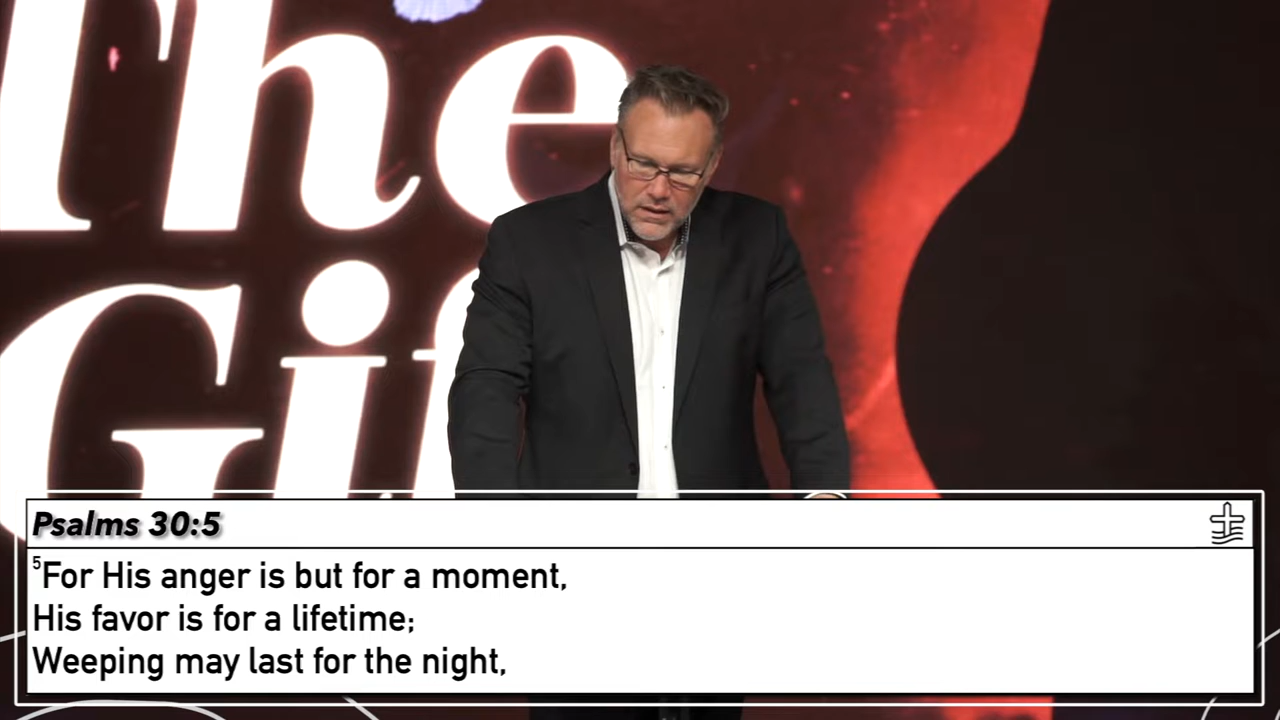 The
Gif
Psalms 30:5
5For His anger is but for a moment,
His favor is for a lifetime;
Weeping may last for the night,